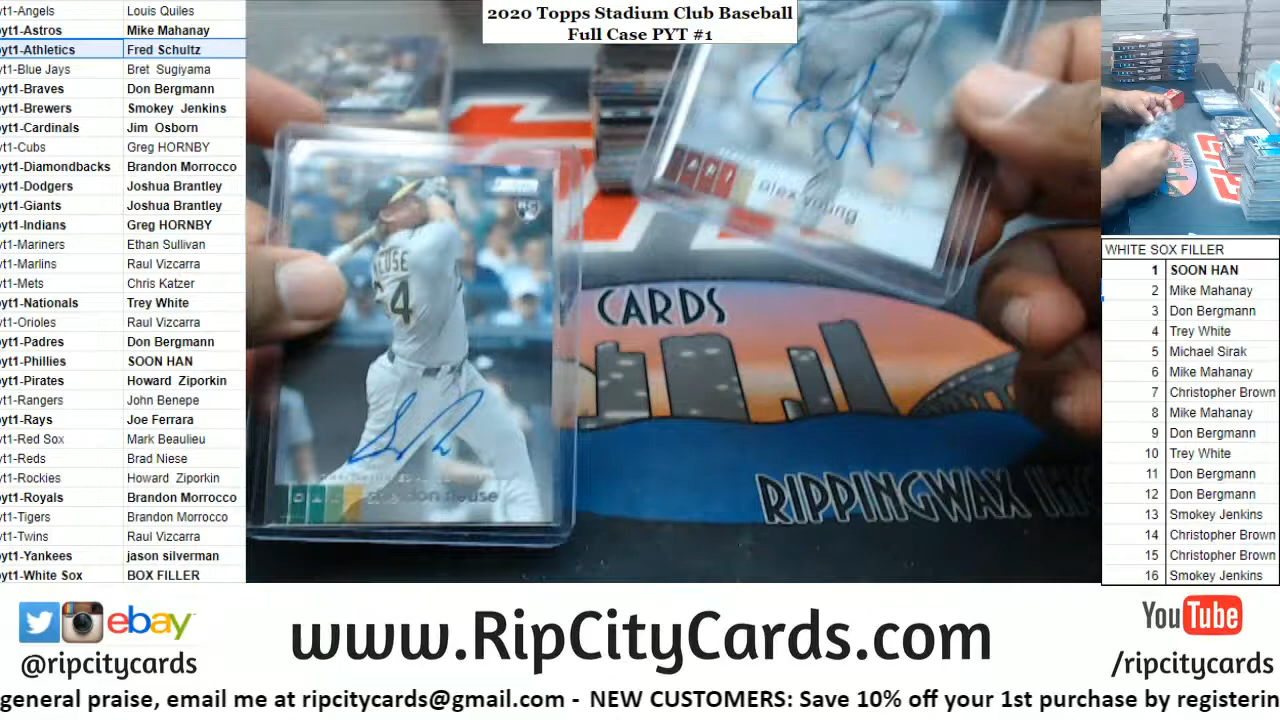 2020 Topps Stadium Club Baseball
Full Case PYT #1
yt1-Angels Louis Quiles
yt1-Astros Mike Mahanay
yt1-Athletics Fred Schultz
yt1-Blue Jays Bret Sugiyama
yt1-Braves Don Bergmann
yt1-Brewers Smokey Jenkins
yt1-Cardinals Jim Osborn
yt1-Cubs Greg HORNBY
yt1-Diamondbacks Brandon Morrocco
yt1-Dodgers Joshua Brantley
yt1-Giants Joshua Brantley
yt1-Indians Greg HORNBY
yt1-Mariners Ethan Sullivan
yt1-Marlins Raul Vizcarra
yt1-Mets Chris Katzer
yt1-Nationals Trey White
yt1-Orioles Raul Vizcarra
yt1-Padres Don Bergmann
yt1-Phillies SOON HAN
yt1-Pirates Howard Ziporkin
yt1-Rangers John Benepe
yt1-Rays Joe Ferrara
yt1-Red Sox Mark Beaulieu
yt1-Reds Brad Niese
yt1-Rockies Howard Ziporkin
yt1-Royals Brandon Morrocco
yt1-Tigers Brandon Morrocco
yt1-Twins Raul Vizcarra
yt1-Yankees jason silverman
yt1-White Sox BOX FILLER
RC
EUSE
64
don neuse
alex young
CARDS
RIPPINGWAX
WHITE SOX FILLER
1 SOON HAN
2 Mike Mahanay
3 Don Bergmann
4 Trey White
5 Michael Sirak
6 Mike Mahanay
7 Christopher Brown
8 Mike Mahanay
9 Don Bergmann
10 Trey White
11 Don Bergmann
12 Don Bergmann
13 Smokey Jenkins
14 Christopher Brown
15 Christopher Brown
16 Smokey Jenkins
ebay
@ripcitycards
www.RipCityCards.com
YouTube
/ripcitycards
general praise, email me at ripcitycards@gmail.com - NEW CUSTOMERS: Save 10% off your 1st purchase by registerin